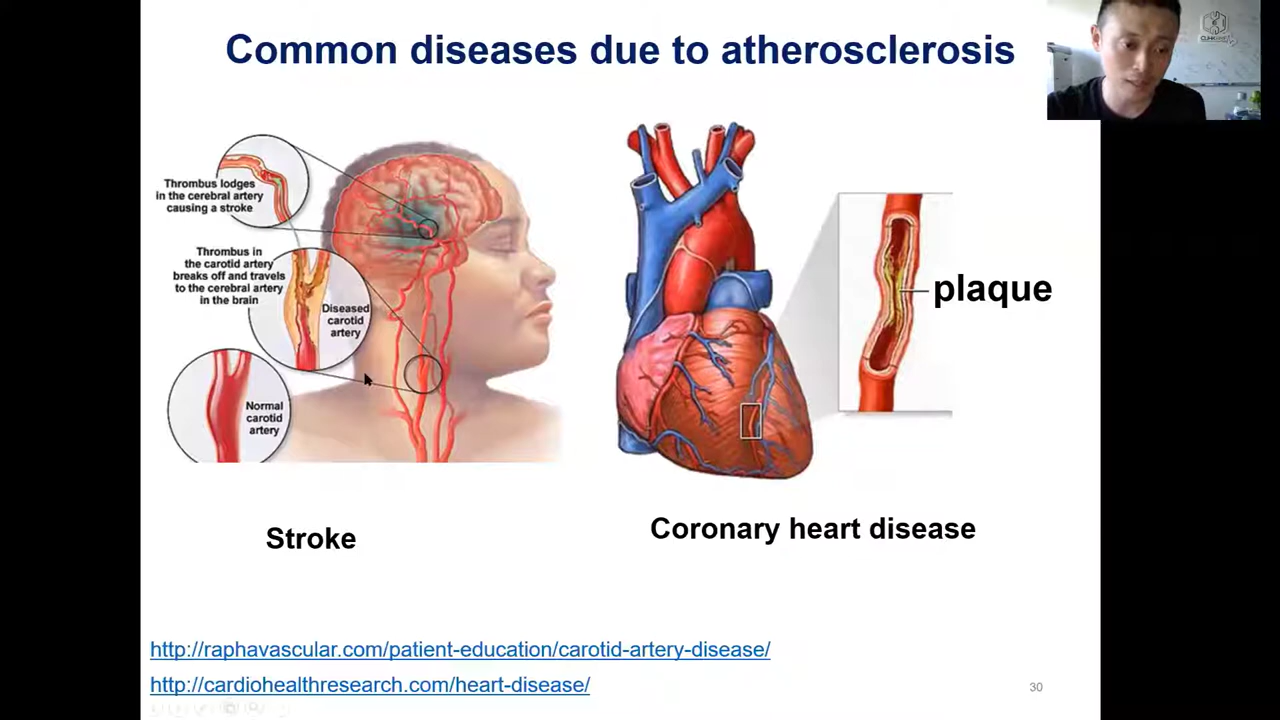 Common diseases due to atherosclerosis
Thrombus lodges
in the cerebral artery
causing a stroke
Thrombus in
the carotid artery
breaks off and travels
to the cerebral artery
in the brain
Diseased
carotid
artery
Normal
carotid
artery
plaque
Stroke
Coronary heart disease
http://raphavascular.com/patient-education/carotid-artery-disease/
http://cardiohealthresearch.com/heart-disease/
30